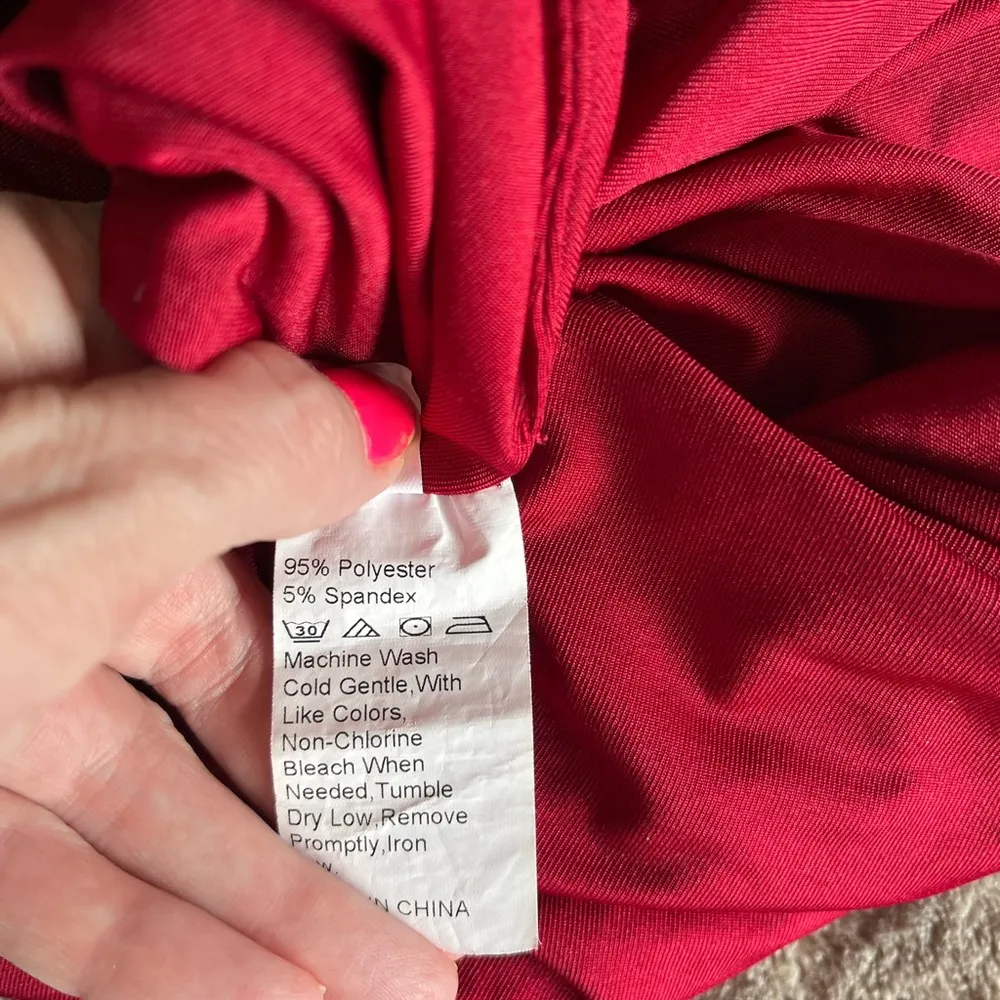 95% Polyester
5% Spandex
30
Machine Wash
Cold Gentle,With
Like Colors,
Non-Chlorine
Bleach When
Needed,Tumble
Dry Low,Remove
Promptly,Iron
CHINA